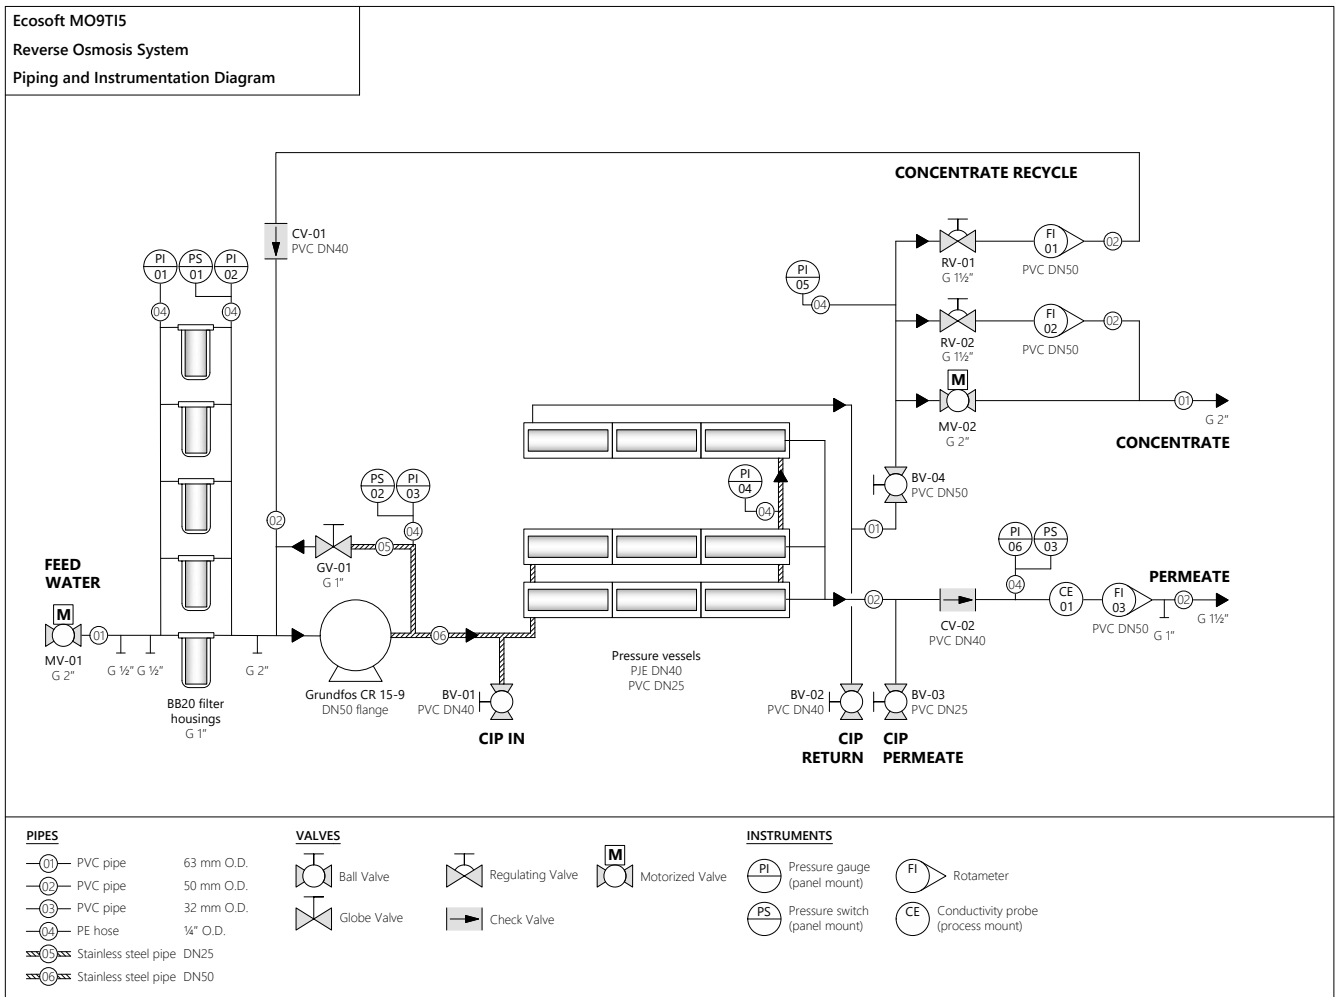 Ecosoft MO9TI5
Reverse Osmosis System
Piping and Instrumentation Diagram
CONCENTRATE RECYCLE
CV-01
PVC DN40
PI
01
PS
01
PI
02
04
04
RV-01
G 1½"
FI
01
PVC DN50
02
PI
05
04
RV-02
G 1½"
FI
02
PVC DN50
02
M
MV-02
G 2"
01
G 2"
CONCENTRATE
BV-04
PVC DN50
01
PS
02
PI
03
04
PI
04
04
02
05
GV-01
G 1"
FEED
WATER
M
MV-01
G 2"
01
G ½"
G ½"
G 2"
BB20 filter
housings
G 1"
Grundfos CR 15-9
DN50 flange
06
BV-01
PVC DN40
CIP IN
Pressure vessels
PJE DN40
PVC DN25
02
CV-02
PVC DN40
PI
06
PS
03
04
CE
01
FI
03
PVC DN50
G 1"
02
PERMEATE
G 1½"
BV-02
PVC DN40
CIP
RETURN
BV-03
PVC DN25
CIP
PERMEATE
PIPES
01 PVC pipe 63 mm O.D.
02 PVC pipe 50 mm O.D.
03 PVC pipe 32 mm O.D.
04 PE hose ¼" O.D.
05 Stainless steel pipe DN25
06 Stainless steel pipe DN50
VALVES
Ball Valve
Globe Valve
Regulating Valve
Check Valve
M
Motorized Valve
INSTRUMENTS
PI
Pressure gauge
(panel mount)
PS
Pressure switch
(panel mount)
FI
Rotameter
CE
Conductivity probe
(process mount)